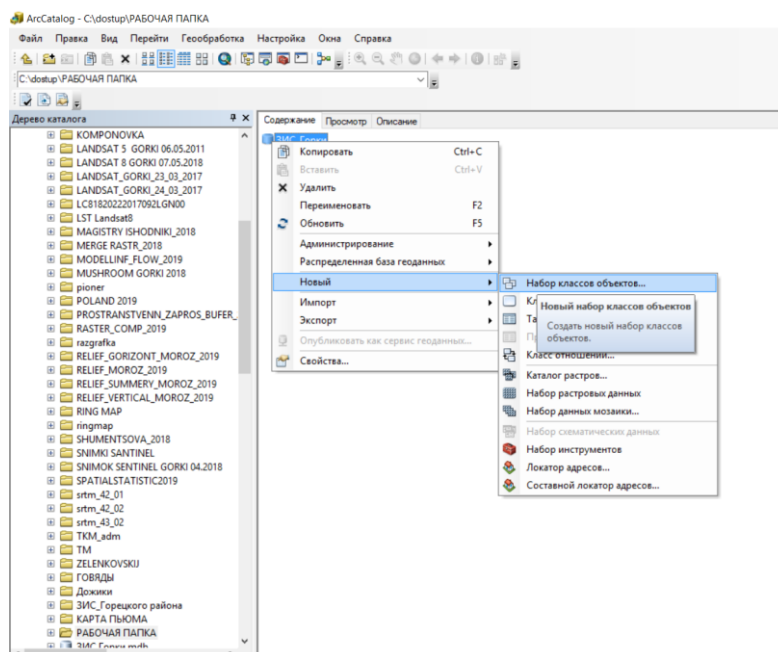 ArcCatalog - C:\dostup\РАБОЧАЯ ПАПКА
Файл Правка Вид Перейти Геообработка Настройка Окна Справка
C:\dostup\РАБОЧАЯ ПАПКА
Дерево каталога
Содержание Просмотр Описание
KOMPONOVKA
LANDSAT 5 GORKI 06.05.2011
LANDSAT 8 GORKI 07.05.2018
LANDSAT_GORKI_23_03_2017
LANDSAT_GORKI_24_03_2017
LC81820222017092LGN00
LST Landsat8
MAGISTRY ISHODNIKI_2018
MERGE RASTR_2018
MODELLINF_FLOW_2019
MUSHROOM GORKI 2018
pioner
POLAND 2019
PROSTRANSTVENN_ZAPROS_BUFER_
RASTER_COMP_2019
razgrafka
RELIEF_GORIZONT_MOROZ_2019
RELIEF_MOROZ_2019
RELIEF_SUMMERY_MOROZ_2019
RELIEF_VERTICAL_MOROZ_2019
RING MAP
ringmap
SHUMENTSOVA_2018
SNIMKI SANTINEL
SNIMOK SENTINEL GORKI 04.2018
SPATIALSTATISTIC2019
srtm_42_01
srtm_42_02
srtm_43_02
TKM_adm
TM
ZELENKOVSKIJ
ГОВЯДЫ
Дожики
ЗИС_Горецкого района
КАРТА ПЬЮМА
РАБОЧАЯ ПАПКА
ЗИС Горки.mdb
ЗИС Горки
Копировать Ctrl+C
Вставить Ctrl+V
Удалить
Переименовать F2
Обновить F5
Администрирование
Распределенная база геоданных
Новый
Импорт
Экспорт
Опубликовать как сервис геоданных...
Свойства...
Набор классов объектов...
Кл
Та
Новый набор классов объектов
Создать новый набор классов
объектов.
Класс отношений...
Каталог растров...
Набор растровых данных
Набор данных мозаики...
Набор схематических данных
Набор инструментов
Локатор адресов...
Составной локатор адресов...